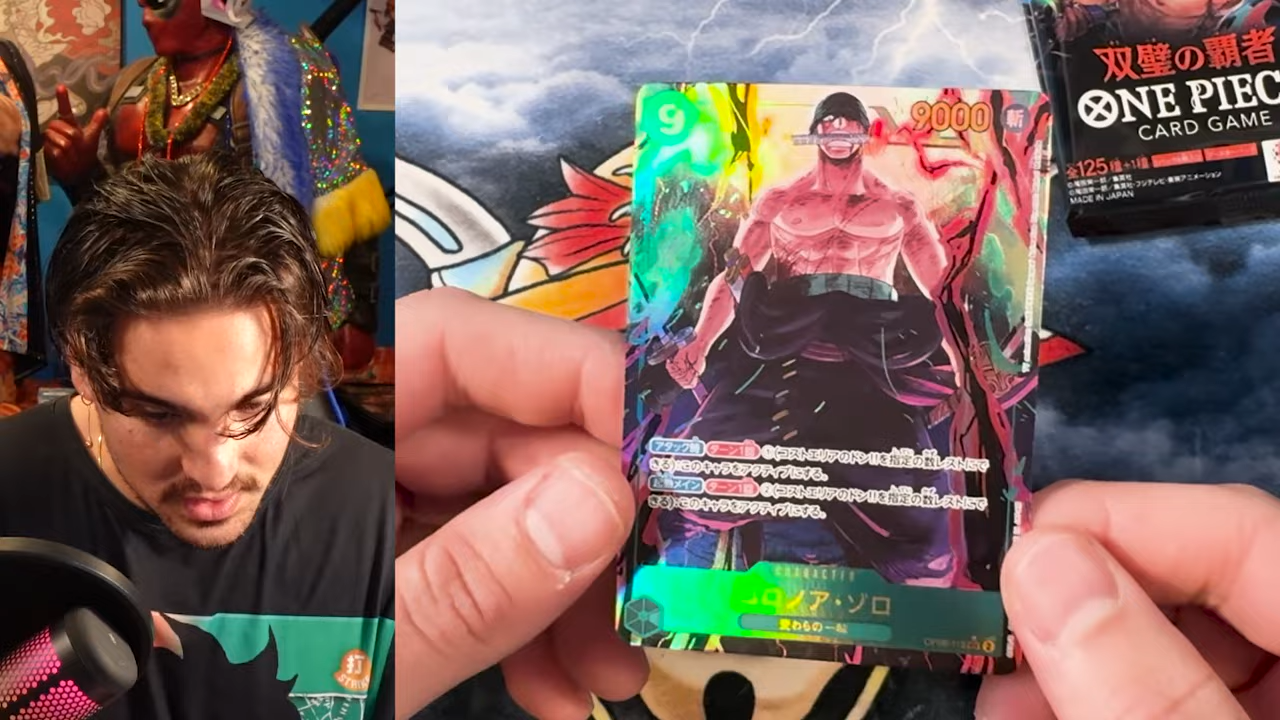 双璧の覇者
ONE PIEC
CARD GAME
全125種+1種
MADE IN JAPAN
9
9000
斬
アタック時 ターン1回 ①(コストエリアのドン!!を指定の数レストにで
きる):このキャラをアクティブにする。
起動メイン ターン1回 ②(コストエリアのドン!!を指定の数レストにで
きる):このキャラをアクティブにする。
CHARACTER
ロロノア・ゾロ
麦わらの一味
打
STRIKE